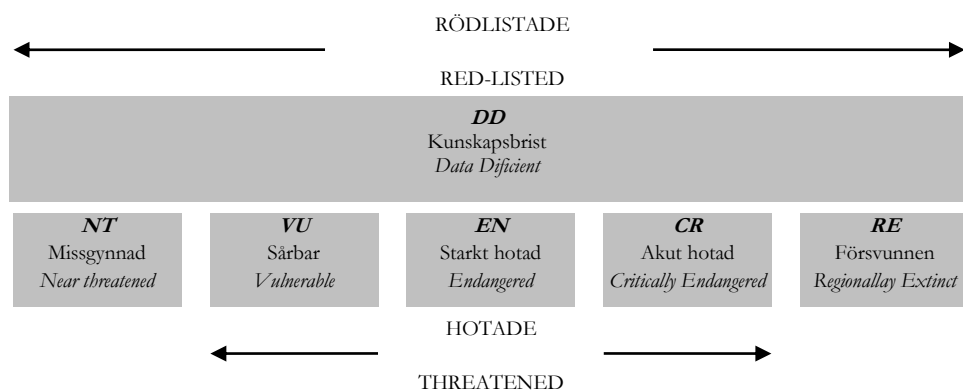 RÖDLISTADE
RED-LISTED
DD
Kunskapsbrist
Data Dificient
NT
Missgynnad
Near threatened
VU
Sårbar
Vulnerable
EN
Starkt hotad
Endangered
CR
Akut hotad
Critically Endangered
RE
Försvunnen
Regionallay Extinct
HOTADE
THREATENED